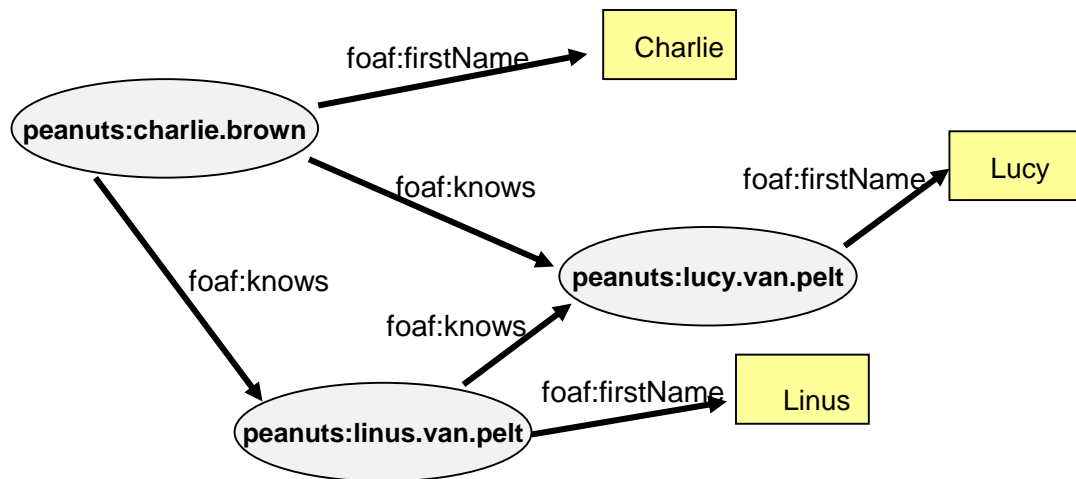 Charlie
foaf:firstName
peanuts:charlie.brown
Lucy
foaf:knows
foaf:firstName
foaf:knows
peanuts:lucy.van.pelt
foaf:knows
foaf:firstName
Linus
peanuts:linus.van.pelt